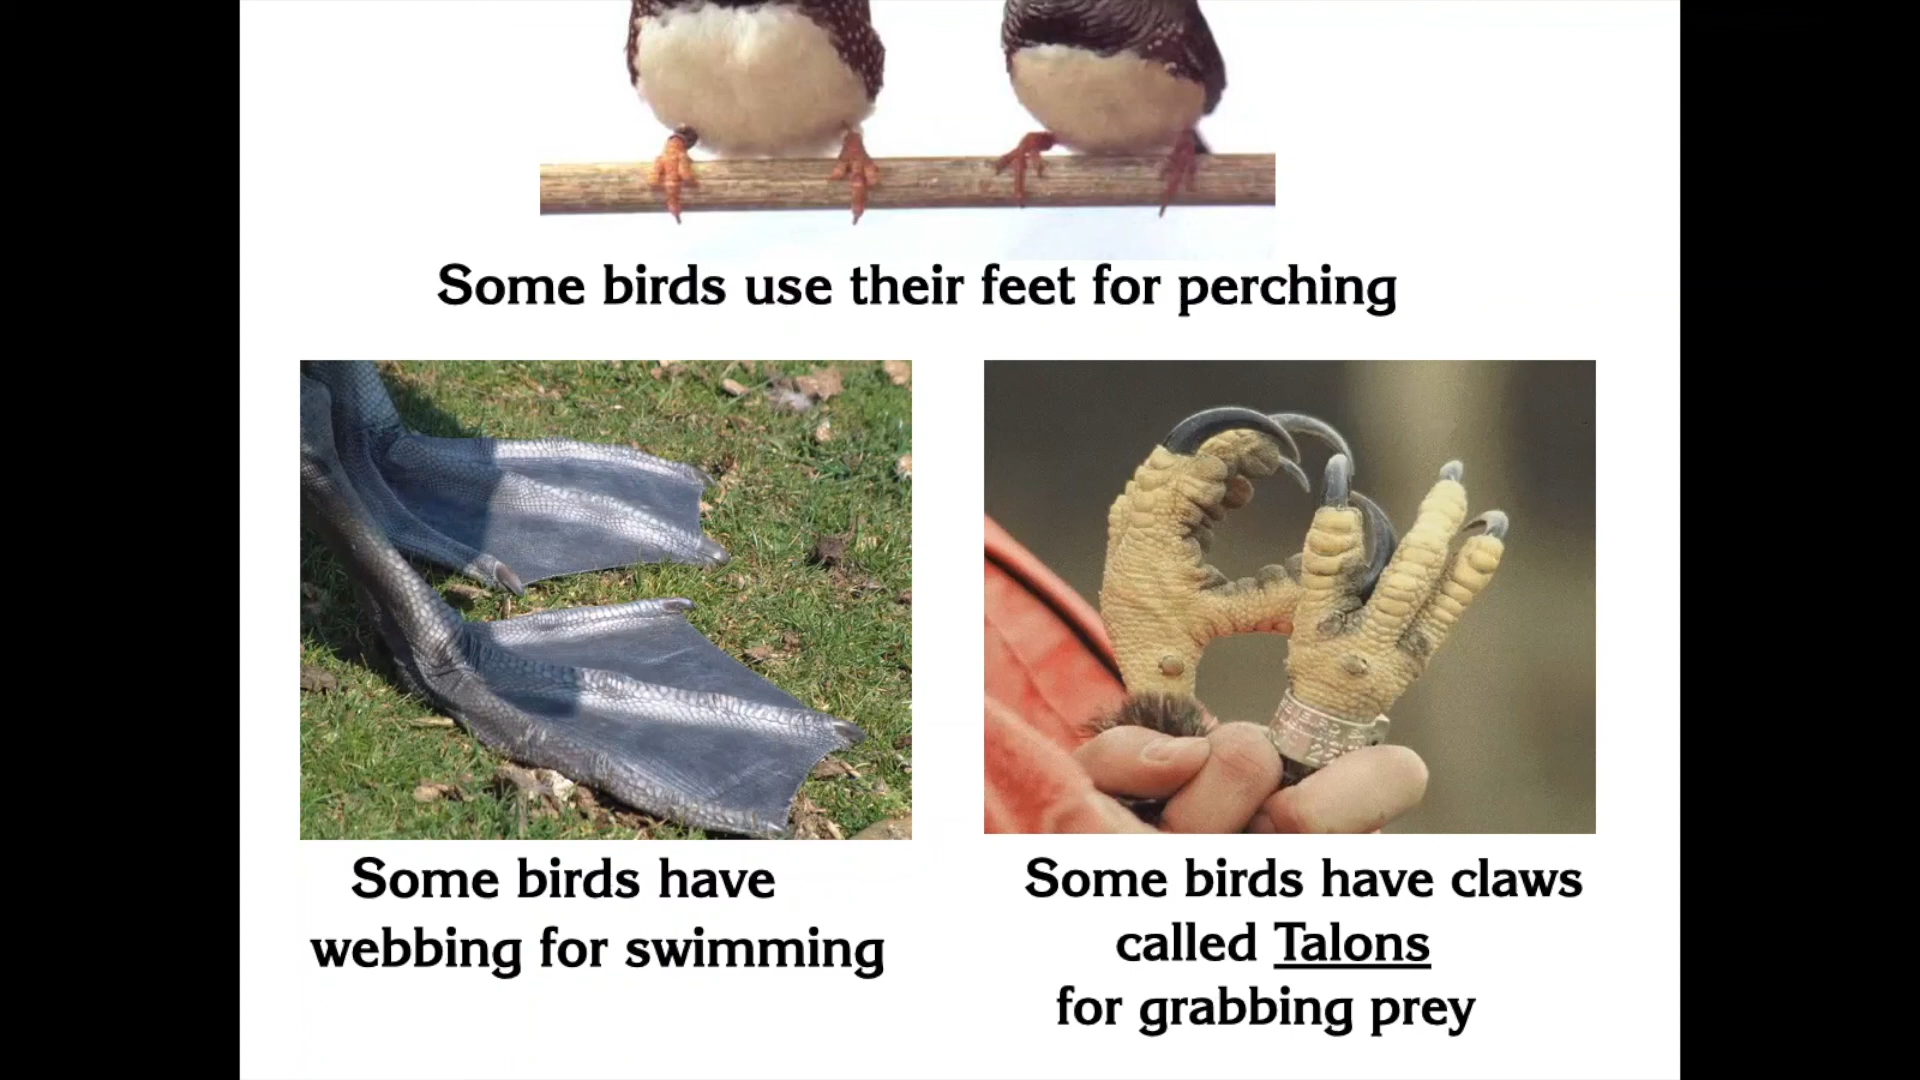 Some birds use their feet for perching
Some birds have
webbing for swimming
Some birds have claws
called Talons
for grabbing prey